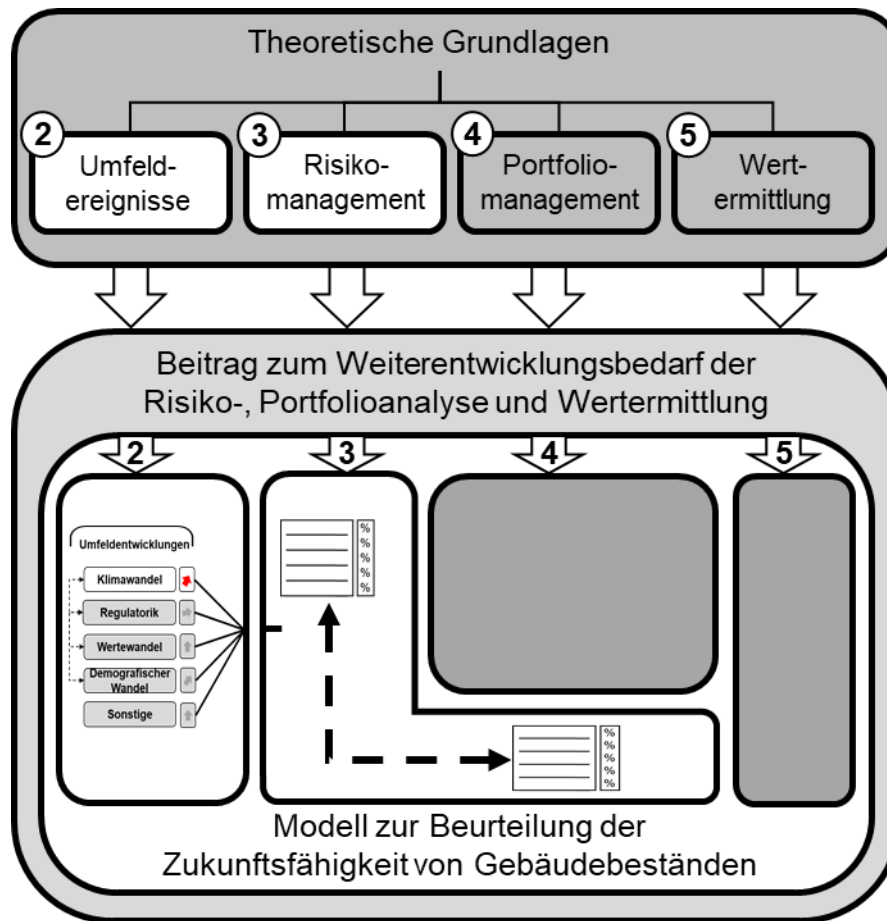 Theoretische Grundlagen
2
Umfeld-
ereignisse
3
Risiko-
management
4
Portfolio-
management
5
Wert-
ermittlung
Beitrag zum Weiterentwicklungsbedarf der
Risiko-, Portfolioanalyse und Wertermittlung
2
3
4
5
Umfeldentwicklungen
Klimawandel
Regulatorik
Wertewandel
Demografischer
Wandel
Sonstige
%
%
%
%
%
%
%
%
%
%
Modell zur Beurteilung der
Zukunftsfähigkeit von Gebäudebeständen